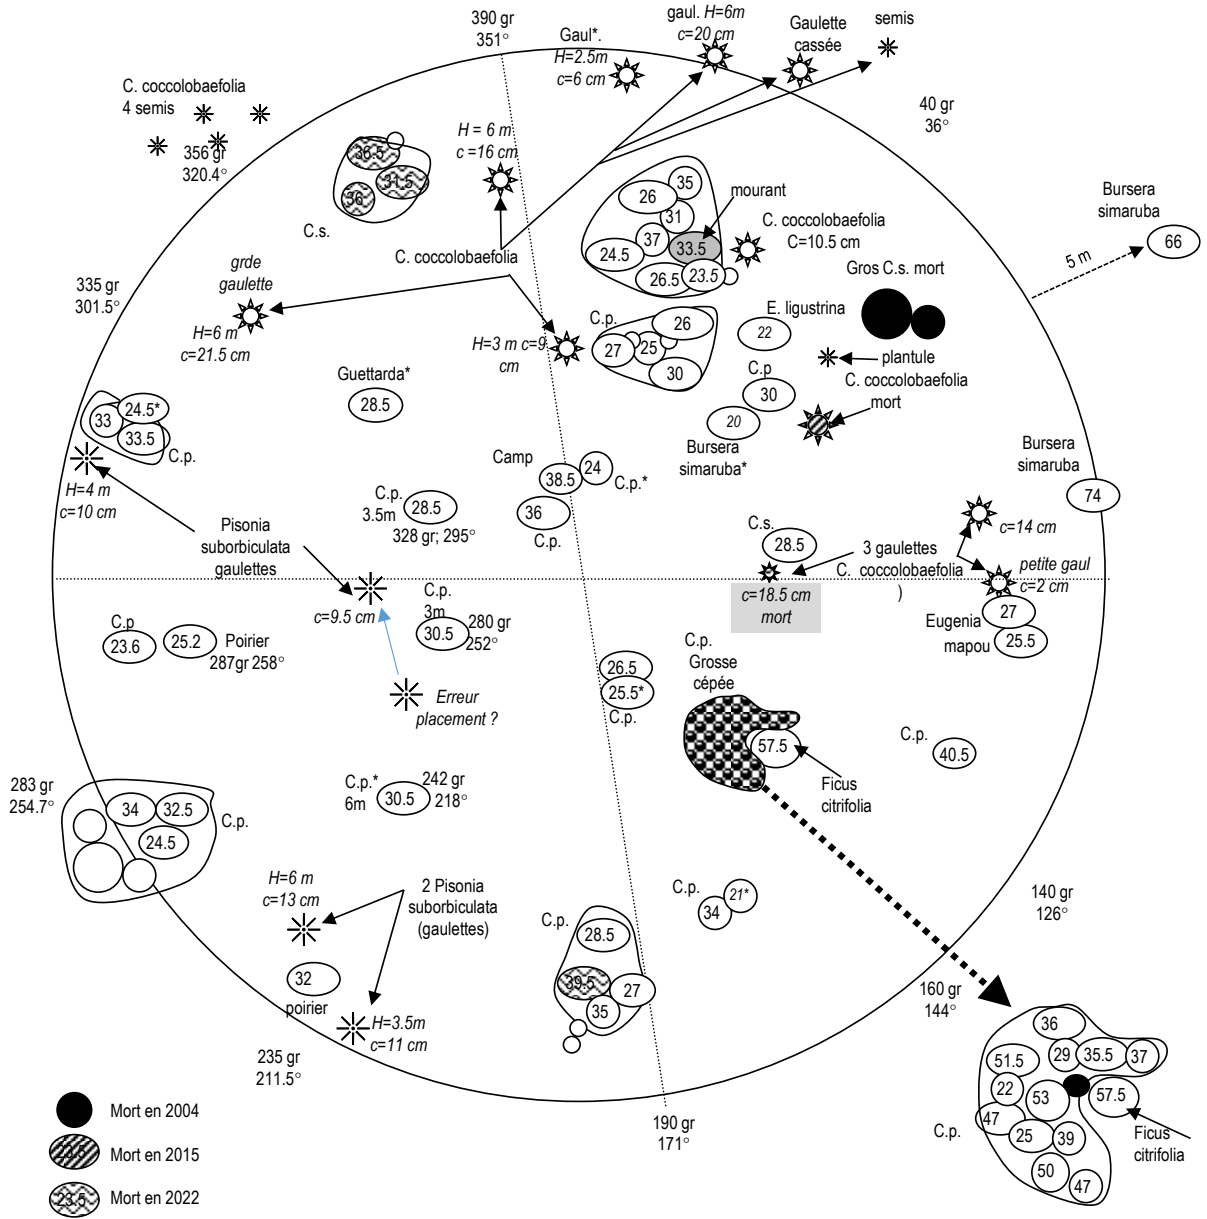 390 gr
351°
Gaul*.
H=2.5m
c=6 cm
gaul. H=6m
c=20 cm
Gaulette
cassée
semis
C. coccolobaefolia
4 semis
356 gr
320.4°
40 gr
36°
36.5
31.5
36
C.s.
H = 6 m
c =16 cm
35
26
31
37
33.5
24.5
26.5
23.5
mourant
C. coccolobaefolia
C=10.5 cm
Bursera
simaruba
66
5 m
C. coccolobaefolia
grde
gaulette
H=6 m
c=21.5 cm
335 gr
301.5°
Gros C.s. mort
E. ligustrina
22
C.p.
26
27
25
30
H=3 m c=9
cm
plantule
C. coccolobaefolia
mort
C.p
30
20
Bursera
simaruba*
Guettarda*
28.5
33
24.5*
33.5
C.p.
H=4 m
c=10 cm
Camp
38.5
24
C.p.*
36
C.p.
C.p.
3.5m
28.5
328 gr; 295°
Bursera
simaruba
74
Pisonia
suborbiculata
gaulettes
C.s.
28.5
3 gaulettes
C. coccolobaefolia
)
c=14 cm
petite gaul
c=2 cm
c=18.5 cm
mort
c=9.5 cm
C.p.
3m
30.5
280 gr
252°
27
25.5
Eugenia
mapou
C.p
23.6
25.2
Poirier
287gr 258°
26.5
25.5*
C.p.
C.p.
Grosse
cépée
57.5
Ficus
citrifolia
Erreur
placement ?
C.p.
40.5
283 gr
254.7°
34
32.5
24.5
C.p.
C.p.*
6m
30.5
242 gr
218°
H=6 m
c=13 cm
2 Pisonia
suborbiculata
(gaulettes)
C.p.
34
21*
140 gr
126°
C.p.
28.5
39.5
27
35
32
poirier
H=3.5m
c=11 cm
160 gr
144°
235 gr
211.5°
190 gr
171°
36
51.5
29
35.5
37
22
53
57.5
47
25
39
50
47
C.p.
Ficus
citrifolia
Mort en 2004
Mort en 2015
23.5
Mort en 2022